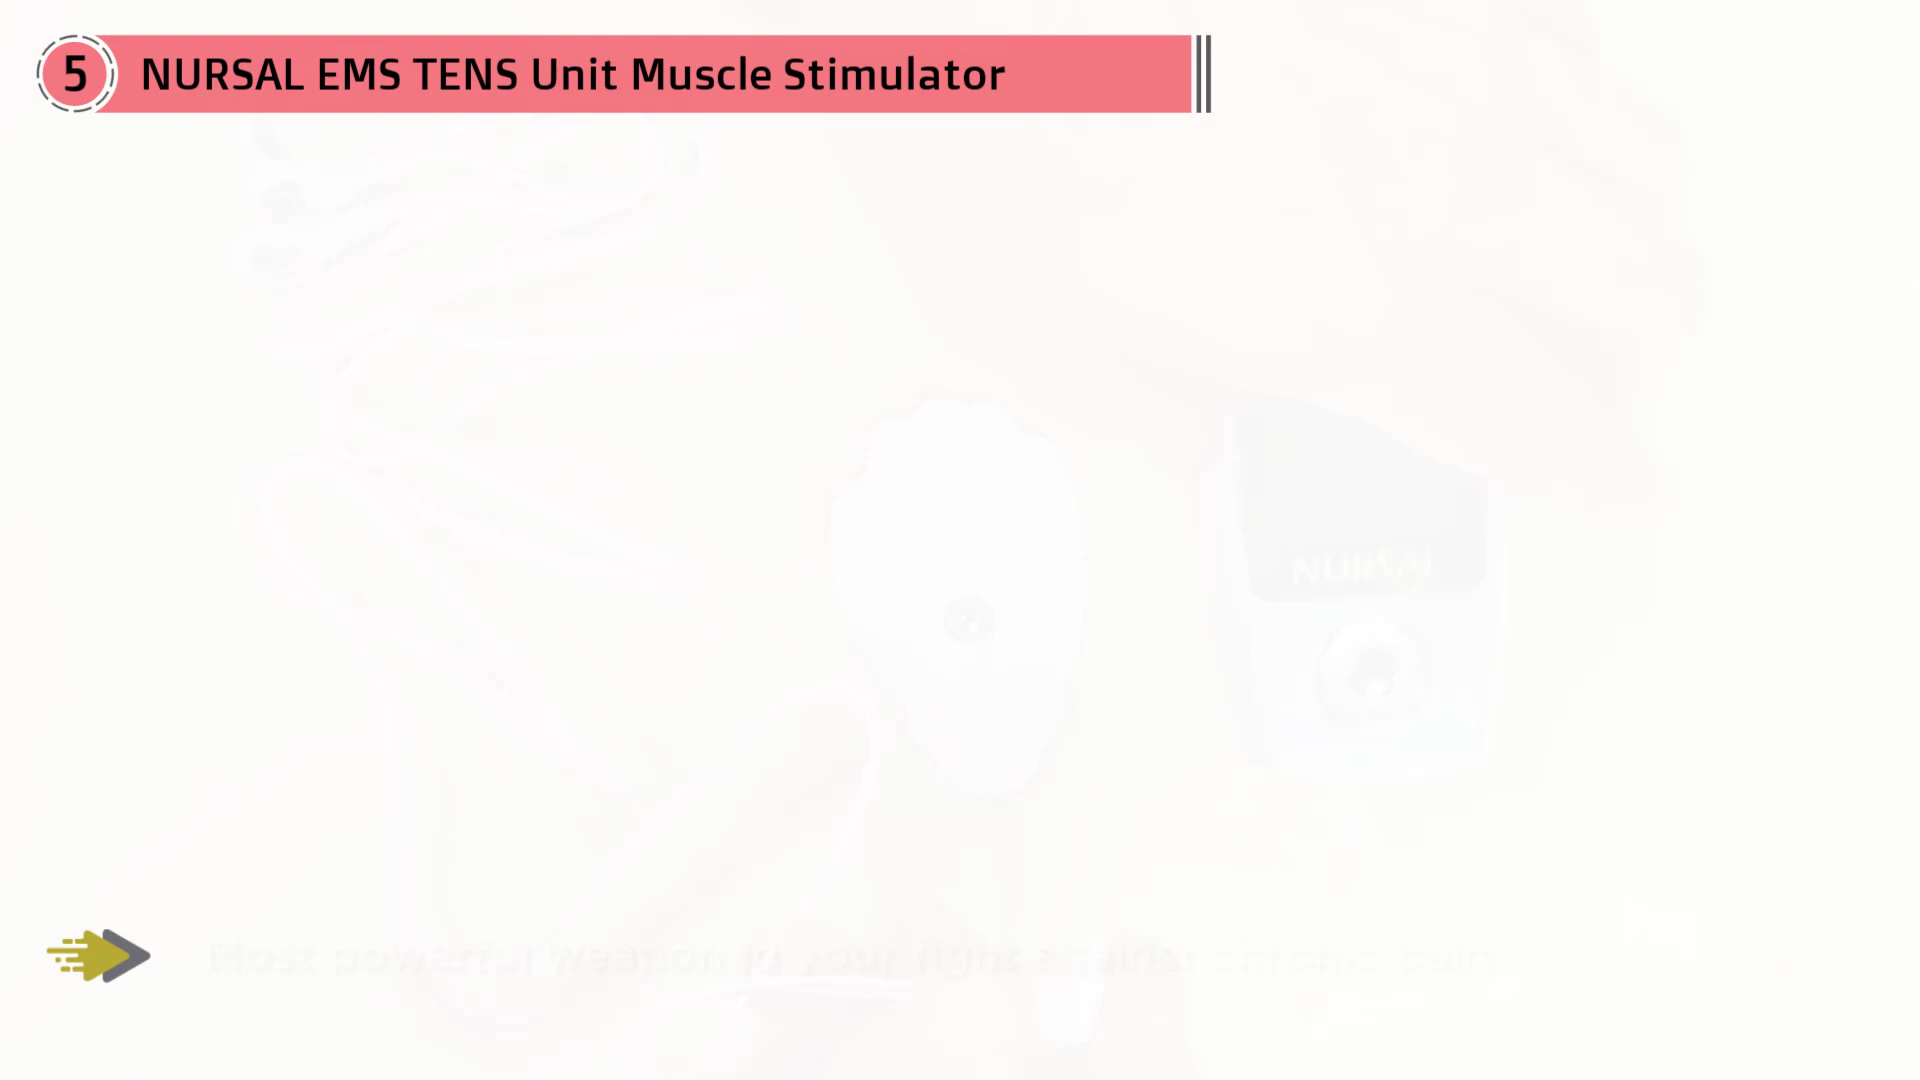 5
NURSAL EMS TENS Unit Muscle Stimulator
NURSAL
Most powerful weapon in your fight against chronic pain